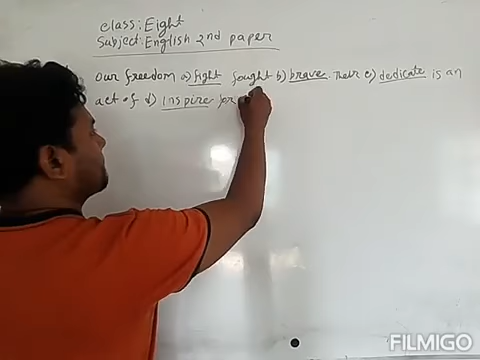 class: Eight
Subject: English 2nd paper
Our freedom a) fight fought b) brave. Their c) dedicate is an
act of d) inspire for
FILMIGO